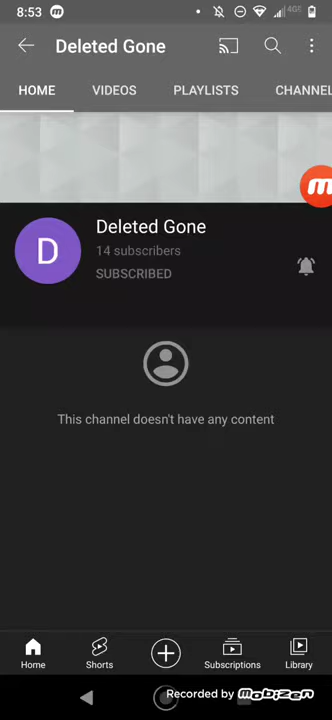 8:53
4G
Deleted Gone
HOME VIDEOS PLAYLISTS CHANNEL
m
D
Deleted Gone
14 subscribers
SUBSCRIBED
This channel doesn't have any content
Home Shorts Subscriptions Library
Recorded by mobizen